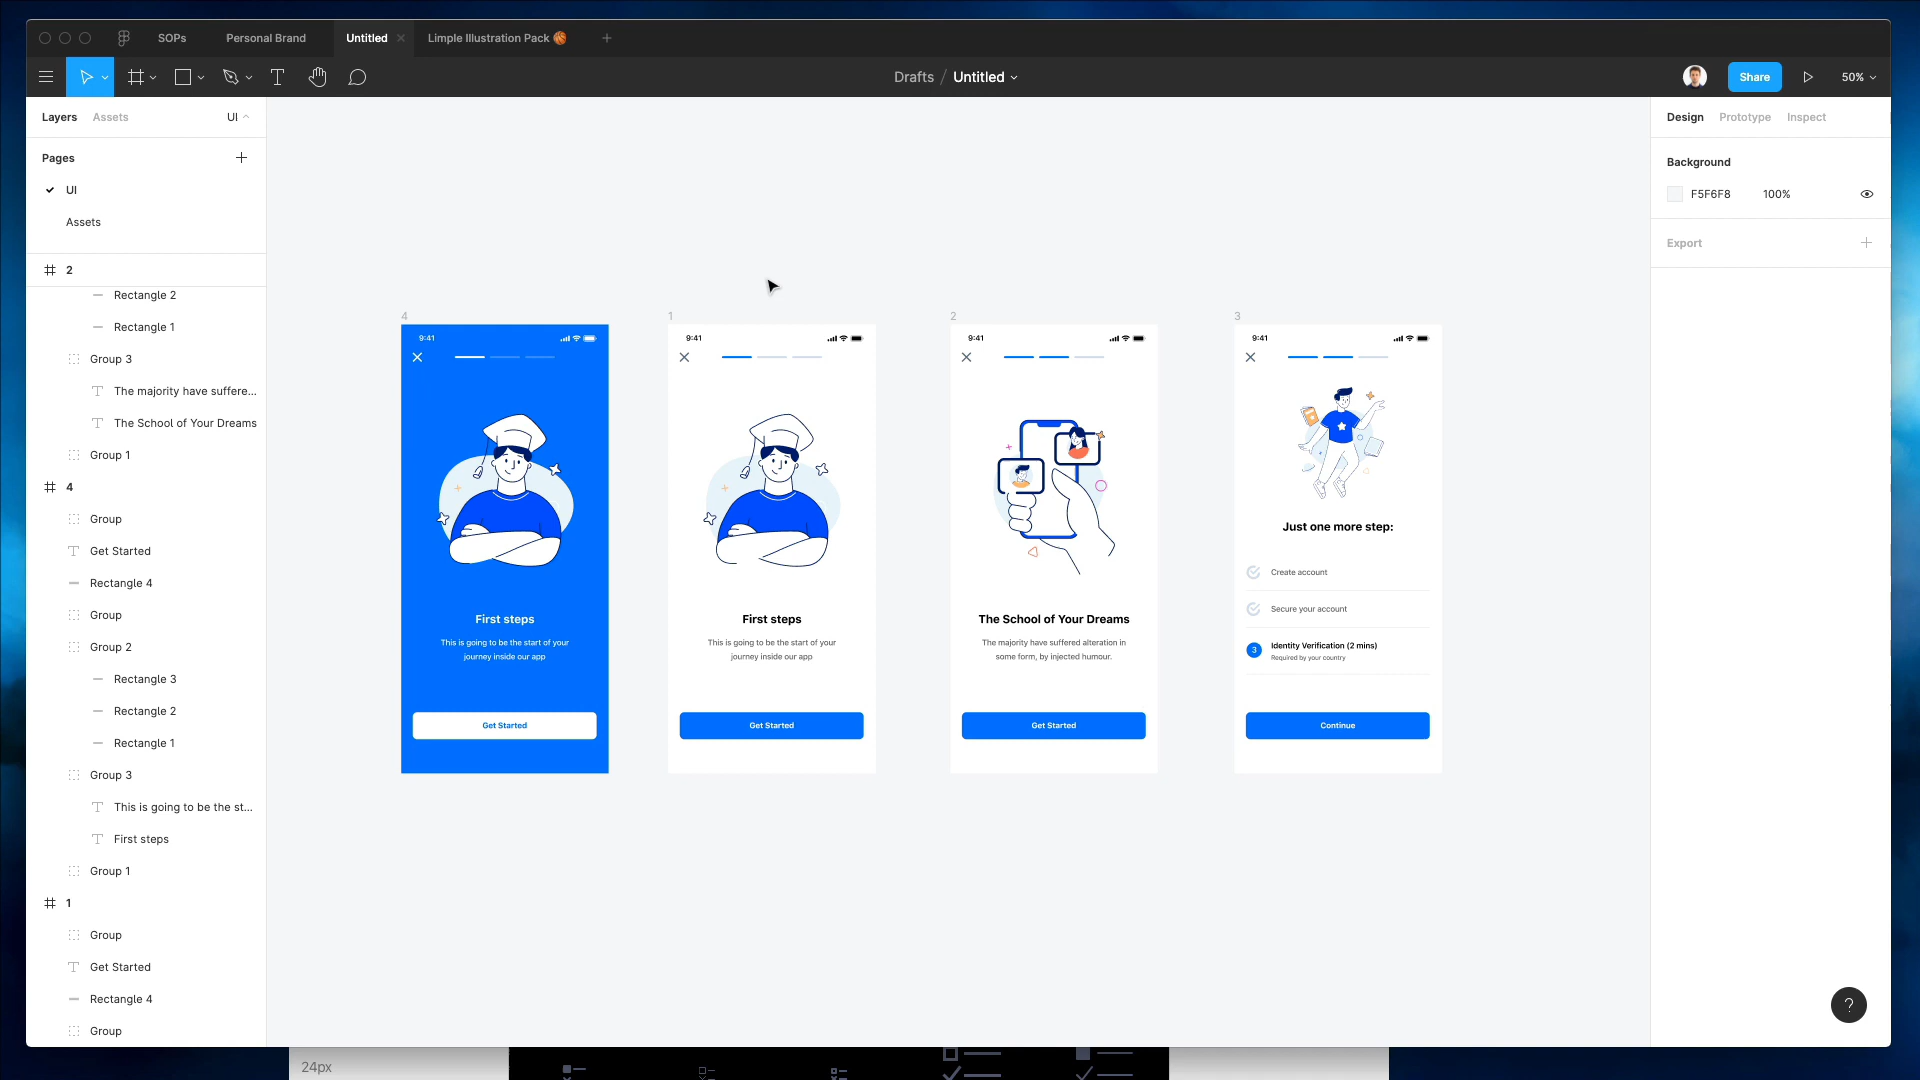 SOPs
Personal Brand
Untitled
Limple Illustration Pack 🏀
Drafts / Untitled
Share
50%
Layers
Assets
UI
Pages
UI
Assets
2
Rectangle 2
Rectangle 1
Group 3
The majority have suffere...
The School of Your Dreams
Group 1
4
Group
Get Started
Rectangle 4
Group
Group 2
Rectangle 3
Rectangle 2
Rectangle 1
Group 3
This is going to be the st...
First steps
Group 1
1
Group
Get Started
Rectangle 4
Group
4
9:41
First steps
This is going to be the start of your
journey inside our app
Get Started
1
9:41
First steps
This is going to be the start of your
journey inside our app
Get Started
2
9:41
The School of Your Dreams
The majority have suffered alteration in
some form, by injected humour.
Get Started
3
9:41
Just one more step:
Create account
Secure your account
3
Identity Verification (2 mins)
Required by your country
Continue
Design
Prototype
Inspect
Background
F5F6F8
100%
Export
?
24px